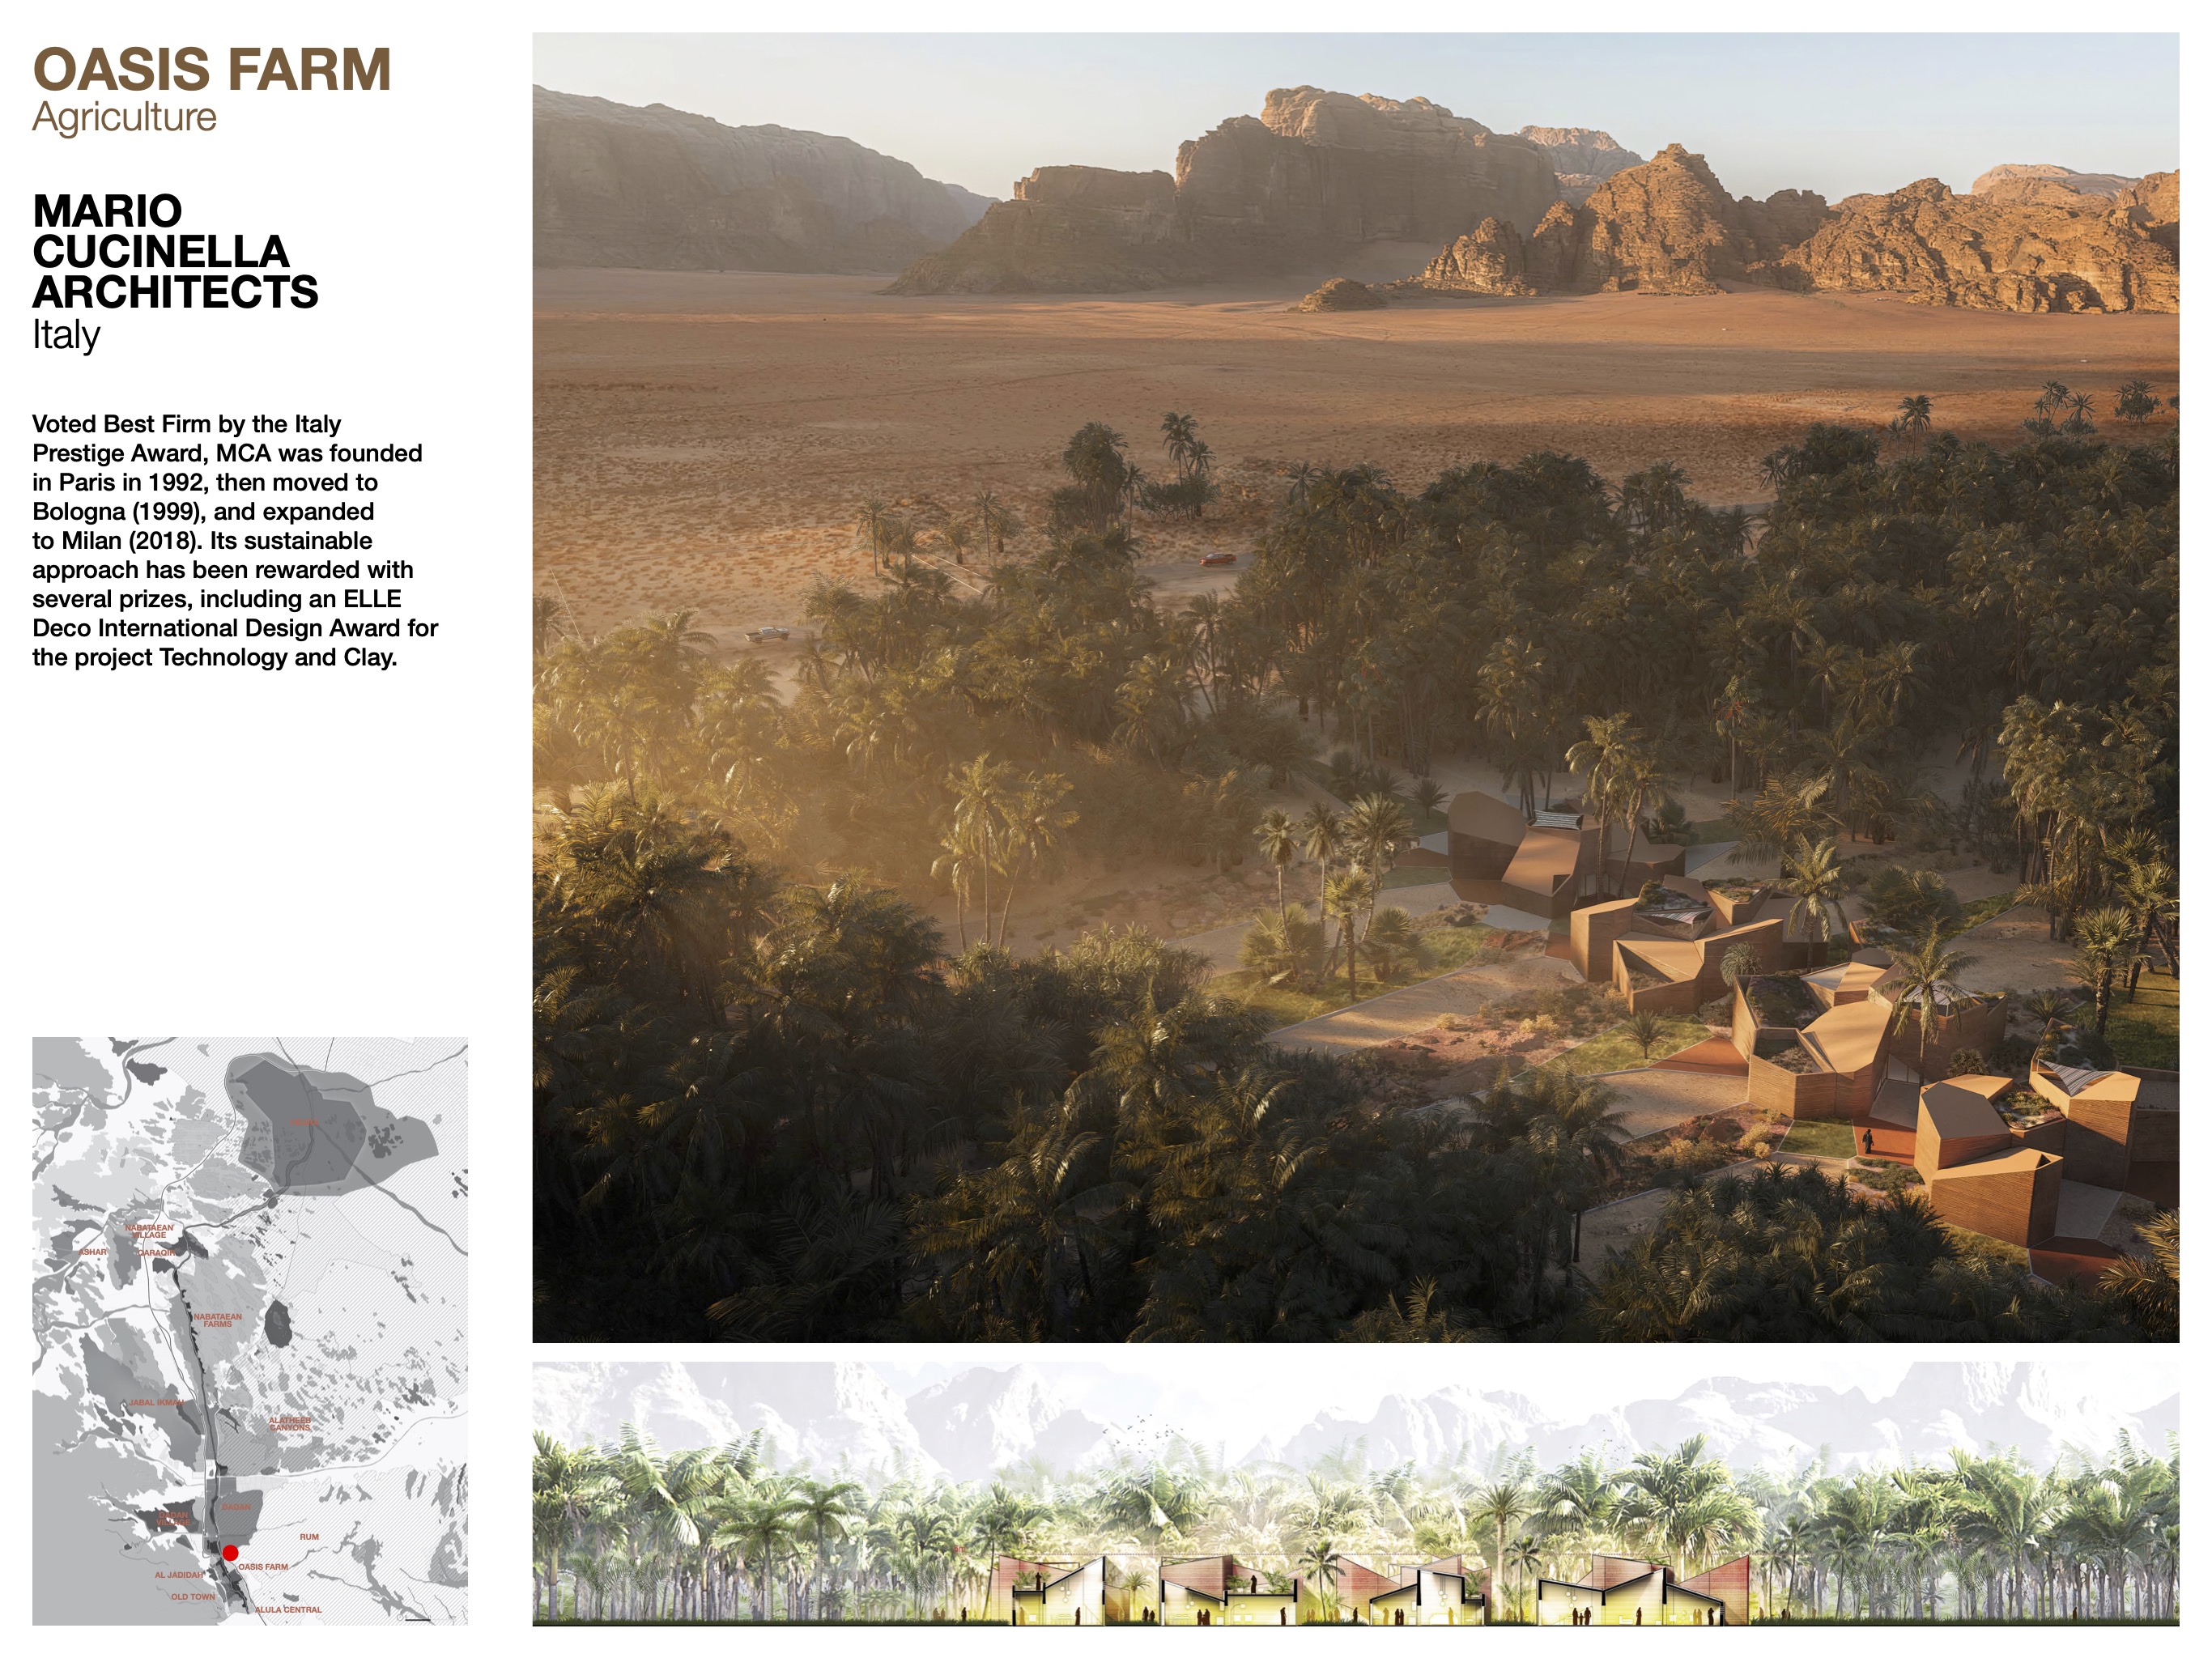 OASIS FARM
Agriculture
MARIO
CUCINELLA
ARCHITECTS
Italy
Voted Best Firm by the Italy
Prestige Award, MCA was founded
in Paris in 1992, then moved to
Bologna (1999), and expanded
to Milan (2018). Its sustainable
approach has been rewarded with
several prizes, including an ELLE
Deco International Design Award for
the project Technology and Clay.
NABATAEAN
VILLAGE
ASHAR
QARAQIR
NABATAEAN
FARMS
JABAL IKMAH
ALATHEEB
CANYONS
DADAN
RUM
OASIS FARM
AL JADIDAH
OLD TOWN
ALULA CENTRAL